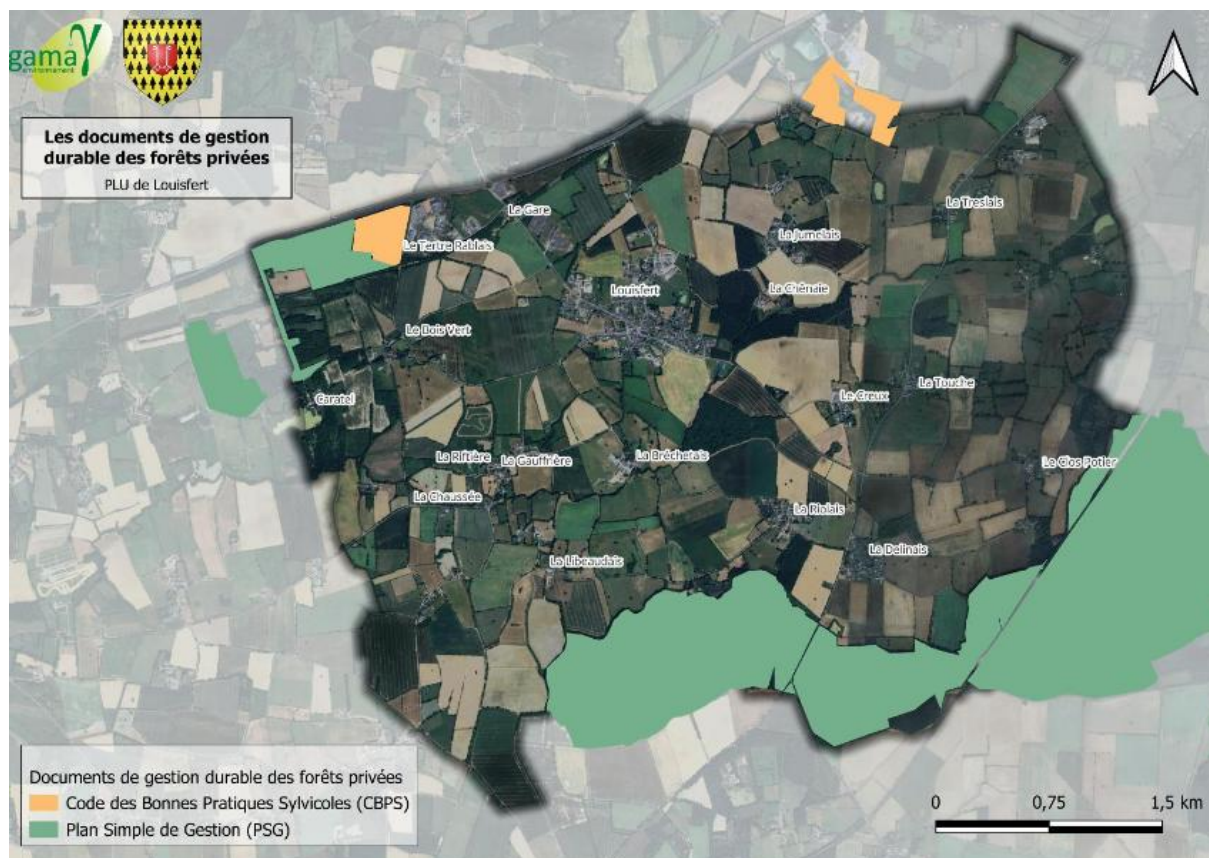 gama
environnement
Les documents de gestion
durable des forêts privées
PLU de Louisfert
La Gare
La Treslais
Le Tertre Rablais
La Jumelais
Louisfert
La Chênaie
Le Bois Vert
La Touche
Caratel
Le Creux
La Riftière
La Gauffrière
La Bréchetais
Le Clos Potier
La Chaussée
La Riolais
La Delinais
La Libeaudais
Documents de gestion durable des forêts privées
Code des Bonnes Pratiques Sylvicoles (CBPS)
Plan Simple de Gestion (PSG)
0 0,75 1,5 km